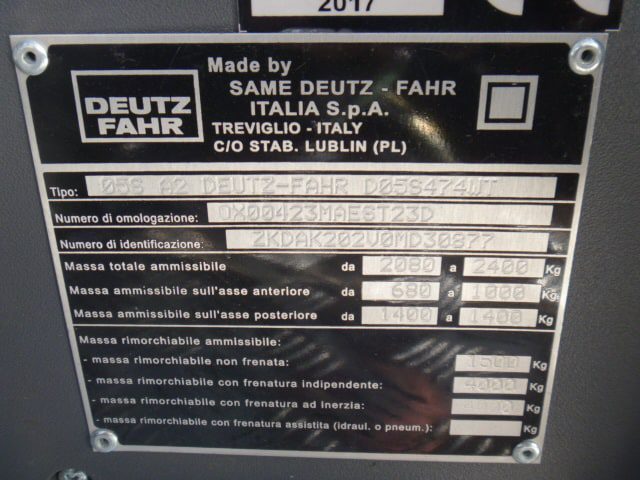 2017
DEUTZ
FAHR
Made by
SAME DEUTZ - FAHR
ITALIA S.p.A.
TREVIGLIO - ITALY
C/O STAB. LUBLIN (PL)
Tipo: 05S A2 DEUTZ-FAHR D05S474WT
Numero di omologazione: OX00423MAEST23D
Numero di identificazione: ZKDAK202V0MD30877
Massa totale ammissibile da 2080 a 2400 Kg
Massa ammissibile sull'asse anteriore da 680 a 1000 Kg
Massa ammissibile sull'asse posteriore da 1400 a 1400 Kg
Massa rimorchiabile ammissibile:
- massa rimorchiabile non frenata: 1500 Kg
- massa rimorchiabile con frenatura indipendente: 4000 Kg
- massa rimorchiabile con frenatura ad inerzia: Kg
- massa rimorchiabile con frenatura assistita (idraul. o pneum.): Kg